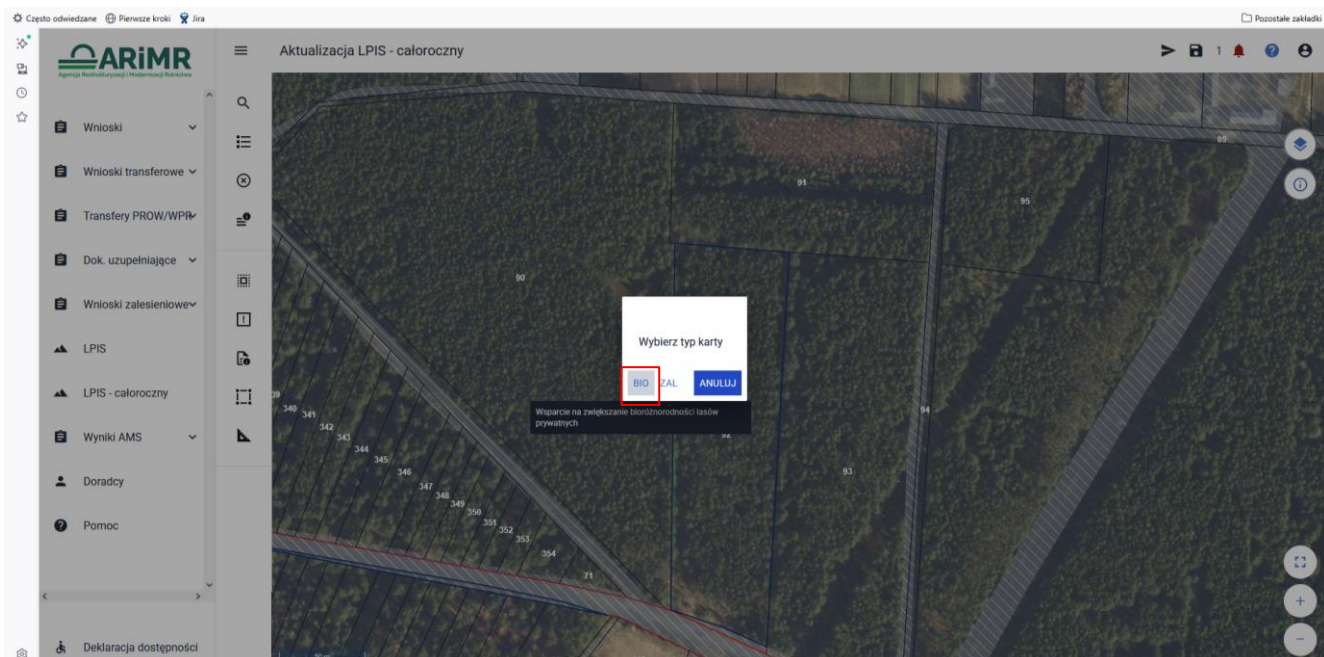 Często odwiedzane Pierwsze kroki Jira Pozostałe zakładki
ARiMR
Agencja Restrukturyzacji i Modernizacji Rolnictwa
Aktualizacja LPIS - całoroczny
1
Wnioski
Wnioski transferowe
Transfery PROW/WPR
Dok. uzupełniające
Wnioski zalesieniowe
LPIS
LPIS - całoroczny
Wyniki AMS
Doradcy
Pomoc
Deklaracja dostępności
89
91
95
90
Wybierz typ karty
BIO ZAL ANULUJ
Wsparcie na zwiększanie bioróżnorodności lasów
prywatnych
92
93
94
39
340
341
342
343
344
345
346
347
348
349
350
351
352
353
354
71